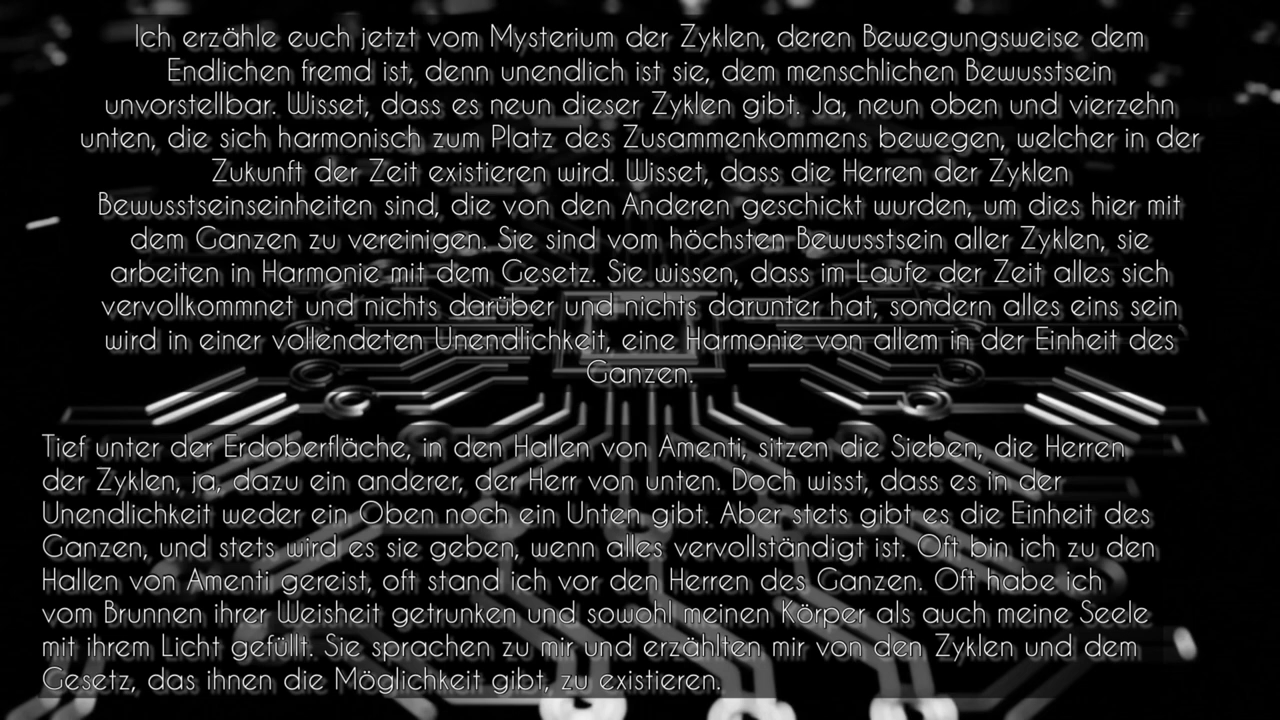 Ich erzähle euch jetzt vom Mysterium der Zyklen, deren Bewegungsweise dem
Endlichen fremd ist, denn unendlich ist sie, dem menschlichen Bewusstsein
unvorstellbar. Wisset, dass es neun dieser Zyklen gibt. Ja, neun oben und vierzehn
unten, die sich harmonisch zum Platz des Zusammenkommens bewegen, welcher in der
Zukunft der Zeit existieren wird. Wisset, dass die Herren der Zyklen
Bewusstseinseinheiten sind, die von den Anderen geschickt wurden, um dies hier mit
dem Ganzen zu vereinigen. Sie sind vom höchsten Bewusstsein aller Zyklen, sie
arbeiten in Harmonie mit dem Gesetz. Sie wissen, dass im Laufe der Zeit alles sich
vervollkommnet und nichts darüber und nichts darunter hat, sondern alles eins sein
wird in einer vollendeten Unendlichkeit, eine Harmonie von allem in der Einheit des
Ganzen.
Tief unter der Erdoberfläche, in den Hallen von Amenti, sitzen die Sieben, die Herren
der Zyklen, ja, dazu ein anderer, der Herr von unten. Doch wisst, dass es in der
Unendlichkeit weder ein Oben noch ein Unten gibt. Aber stets gibt es die Einheit des
Ganzen, und stets wird es sie geben, wenn alles vervollständigt ist. Oft bin ich zu den
Hallen von Amenti gereist, oft stand ich vor den Herren des Ganzen. Oft habe ich
vom Brunnen ihrer Weisheit getrunken und sowohl meinen Körper als auch meine Seele
mit ihrem Licht gefüllt. Sie sprachen zu mir und erzählten mir von den Zyklen und dem
Gesetz, das ihnen die Möglichkeit gibt, zu existieren.